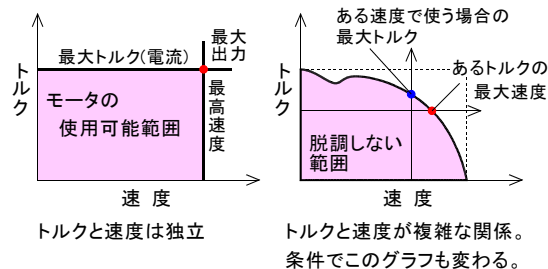 最大トルク(電流)
最大
出力
トルク
モータの
使用可能範囲
最高速度
速 度
トルクと速度は独立
ある速度で使う場合の
最大トルク
あるトルクの
最大速度
トルク
脱調しない
範囲
速 度
トルクと速度が複雑な関係。
条件でこのグラフも変わる。